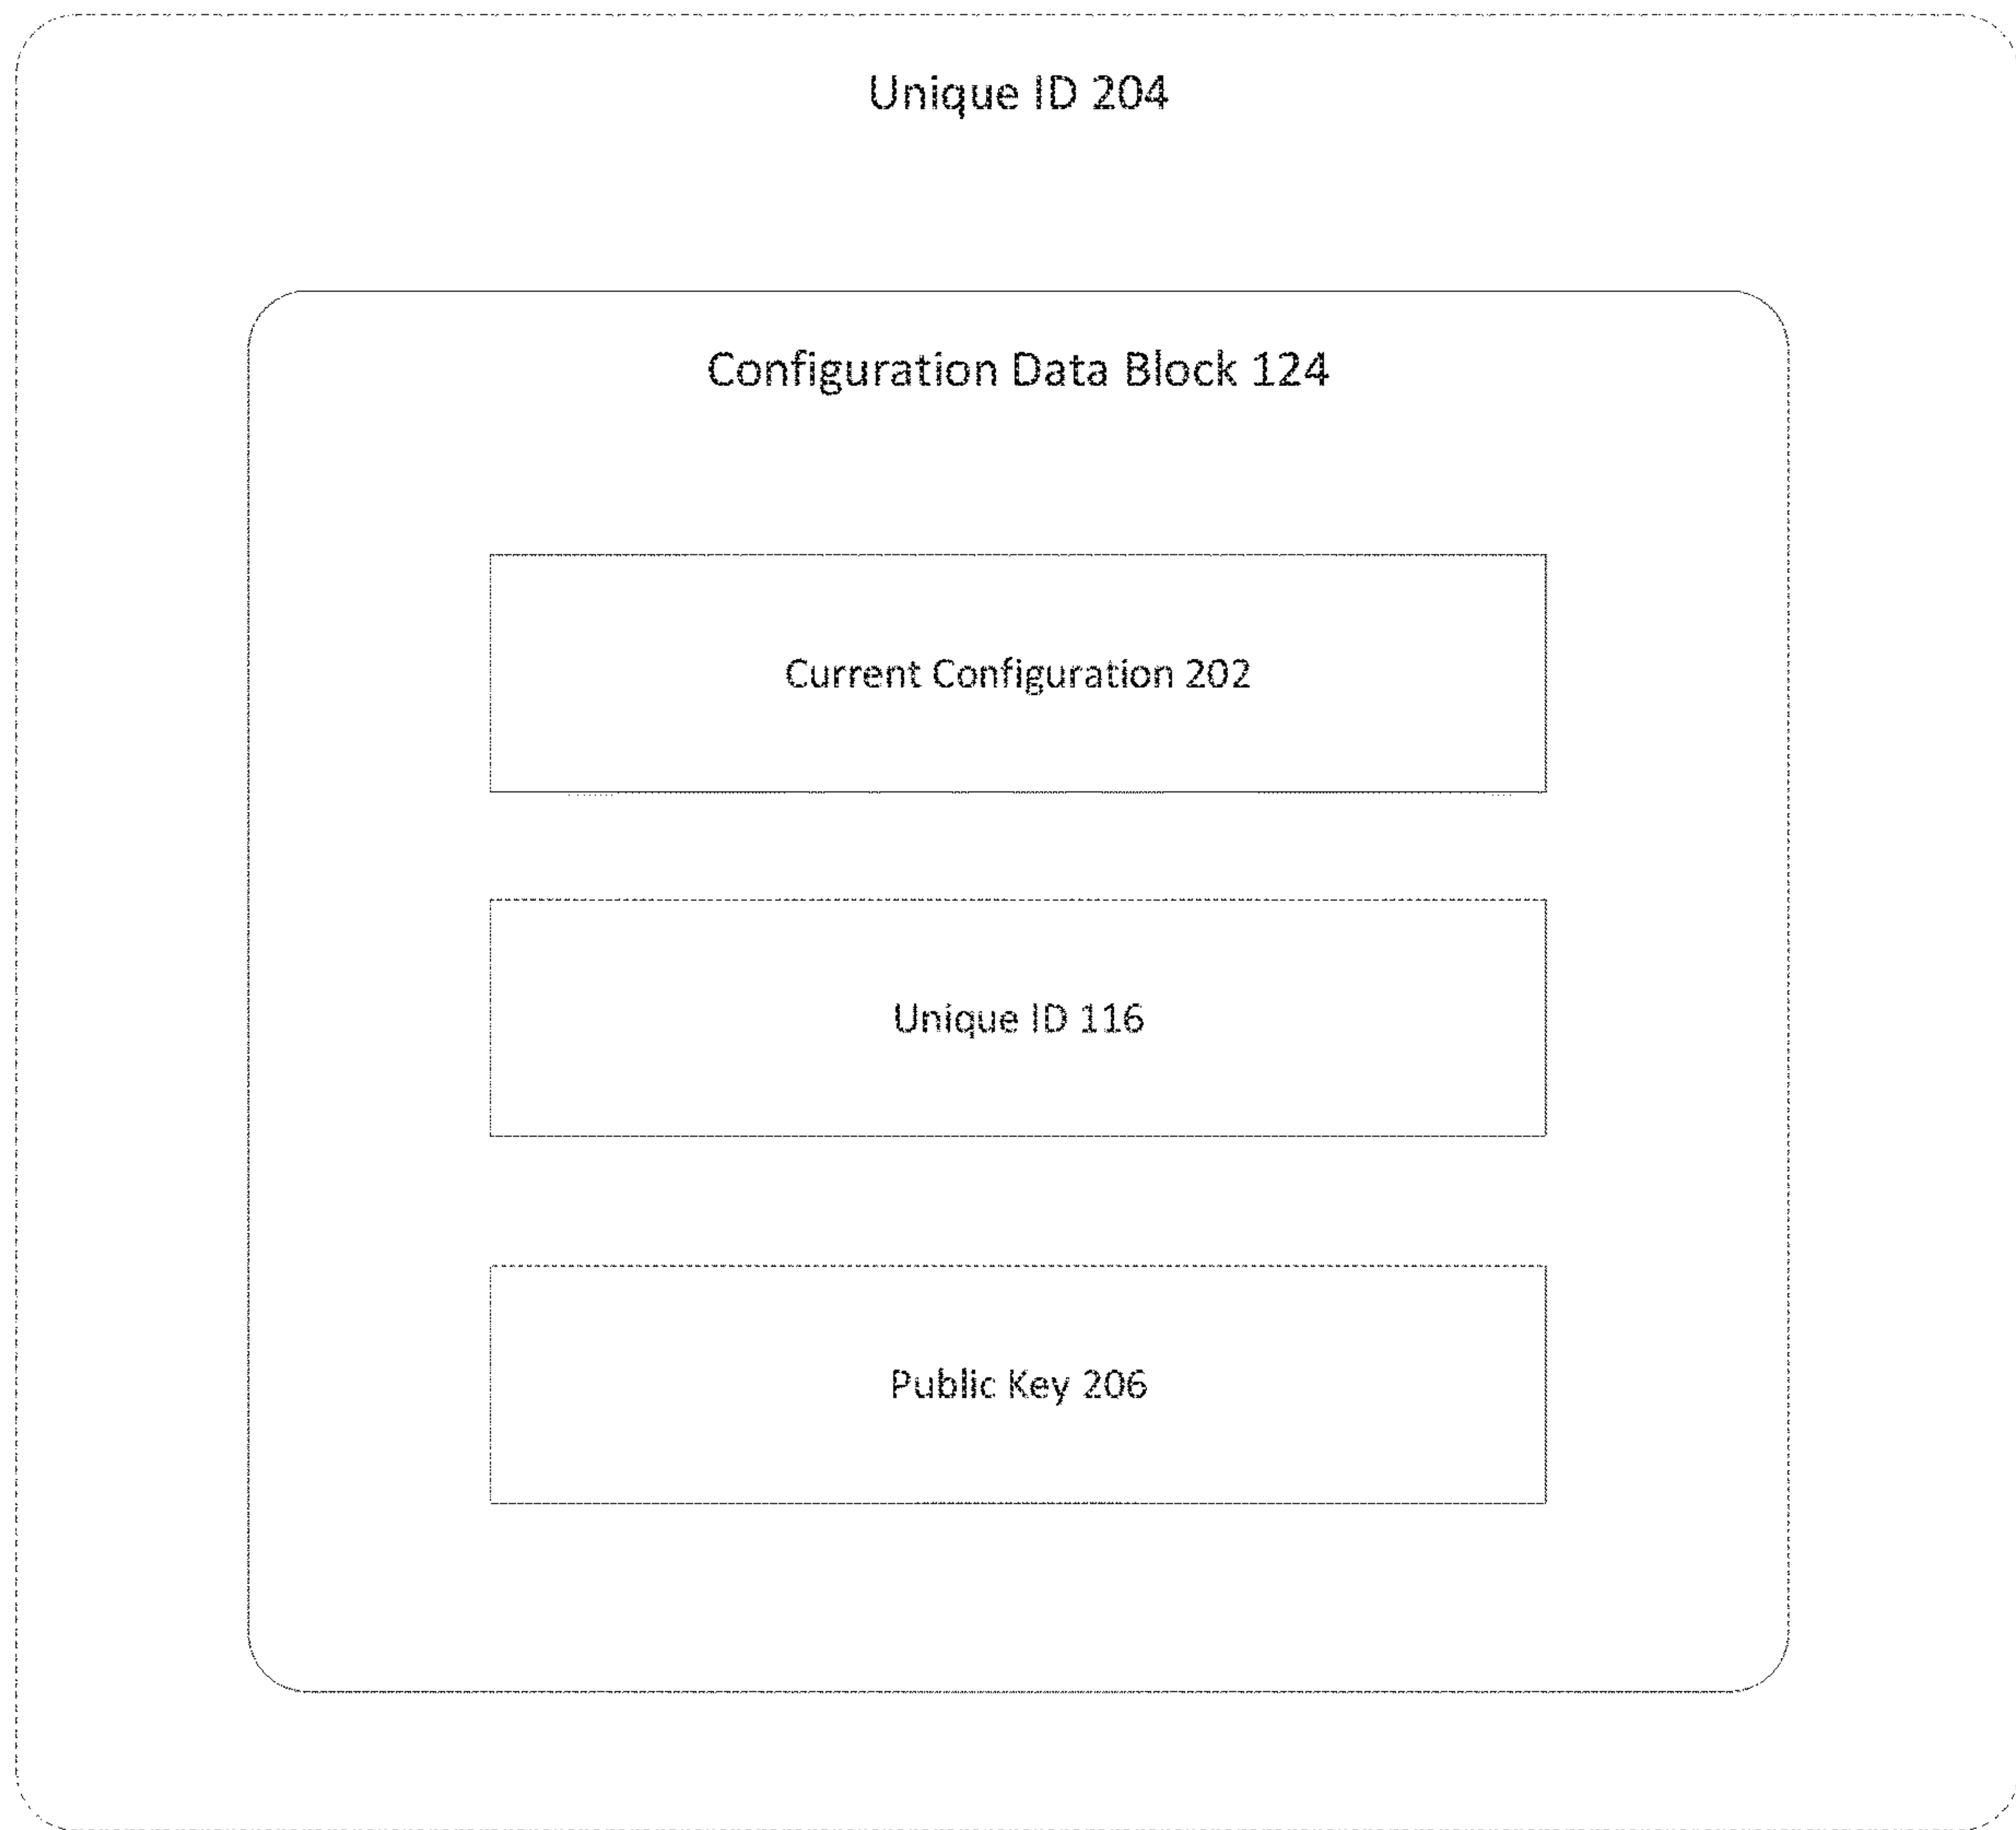 Unique ID 204
Configuration Data Block 124
Current Configuration 202
Unique ID 116
Public Key 206